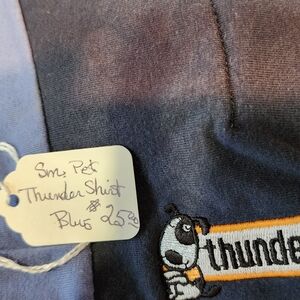 Sm. Pet
Thunder Shirt
Blue $25.00
thunde